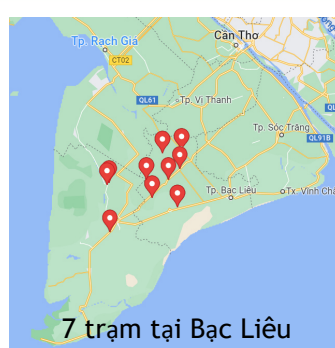 Tp. Rạch Giá
Cần Thơ
CT02
QL61
Tp. Vị Thanh
Tp. Sóc Trăng
QL91B
Tp. Bạc Liêu
Tx. Vĩnh Châ
7 trạm tại Bạc Liêu